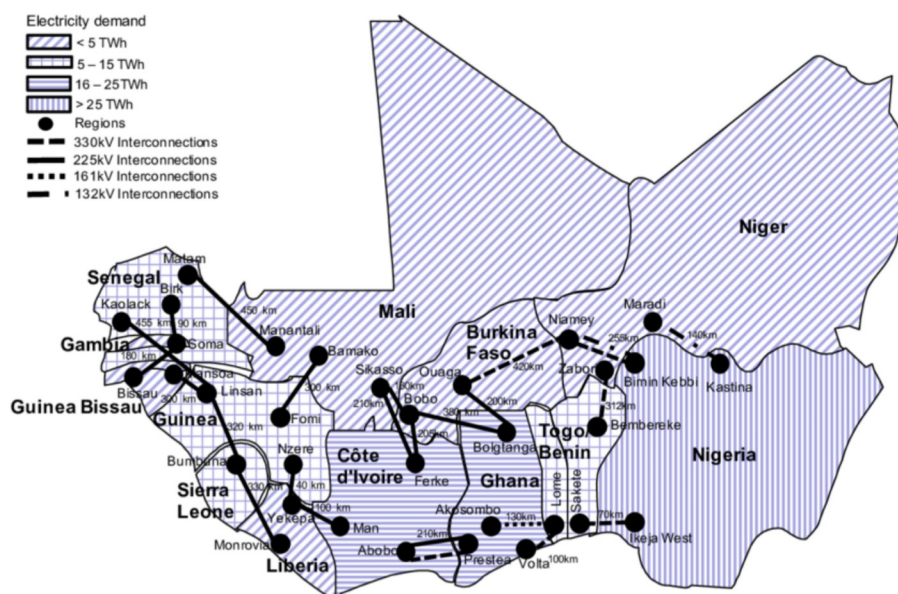 Electricity demand
< 5 TWh
5 – 15 TWh
16 – 25TWh
> 25 TWh
Regions
330kV Interconnections
225kV Interconnections
161kV Interconnections
132kV Interconnections
Niger
Matam
Senegal
Birk
Kaolack
455 km
90 km
450 km
Mali
Maradi
Niamey
140km
Gambia
Soma
Manantali
Burkina
Faso
255km
180 km
Bamako
Sikasso
Ouaga
420km
Zabor
Bimin Kebbi
Kastina
Mansoa
Bissau
Linsan
300 km
300 km
180km
210km
Bobo
380 km
200km
312km
Guinea Bissau
Guinea
Fomi
320
205km
Bolgtanga
Togo/
Benin
Bembereke
Nigeria
Bumbuna
Nzere
Côte
d'Ivoire
Ferke
Ghana
Sierra
Leone
330 km
40 km
Yekepa
100 km
Man
Akosombo
130km
Lome
Sakete
70km
Ikeja West
Monrovia
Liberia
Abobo
210km
Prestea
Volta
100km